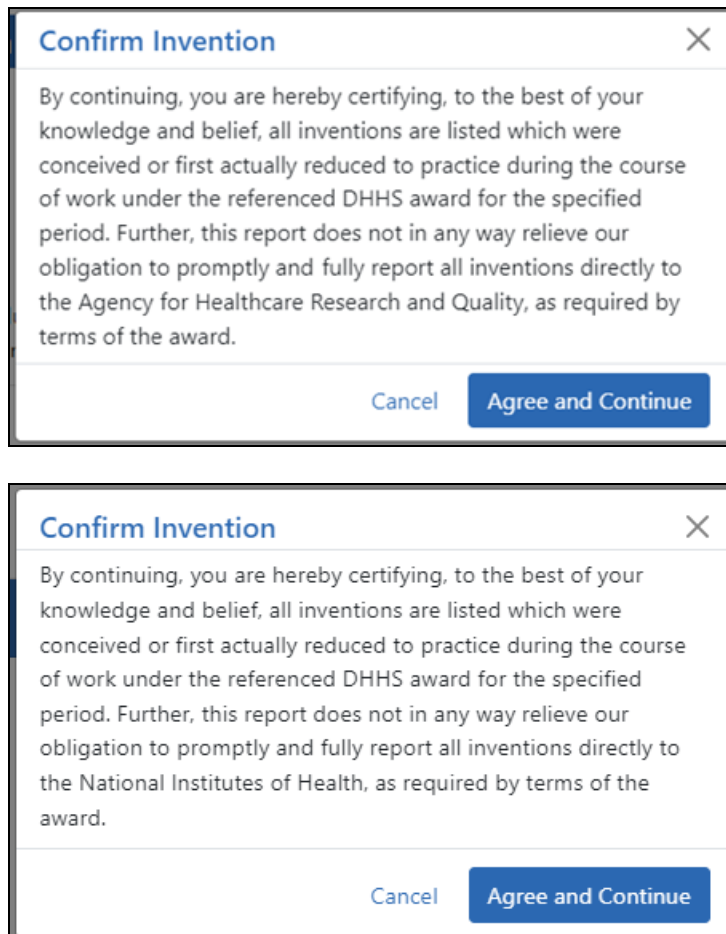 Confirm Invention
By continuing, you are hereby certifying, to the best of your
knowledge and belief, all inventions are listed which were
conceived or first actually reduced to practice during the course
of work under the referenced DHHS award for the specified
period. Further, this report does not in any way relieve our
obligation to promptly and fully report all inventions directly to
the Agency for Healthcare Research and Quality, as required by
terms of the award.
Cancel Agree and Continue
Confirm Invention
By continuing, you are hereby certifying, to the best of your
knowledge and belief, all inventions are listed which were
conceived or first actually reduced to practice during the course
of work under the referenced DHHS award for the specified
period. Further, this report does not in any way relieve our
obligation to promptly and fully report all inventions directly to
the National Institutes of Health, as required by terms of the
award.
Cancel Agree and Continue